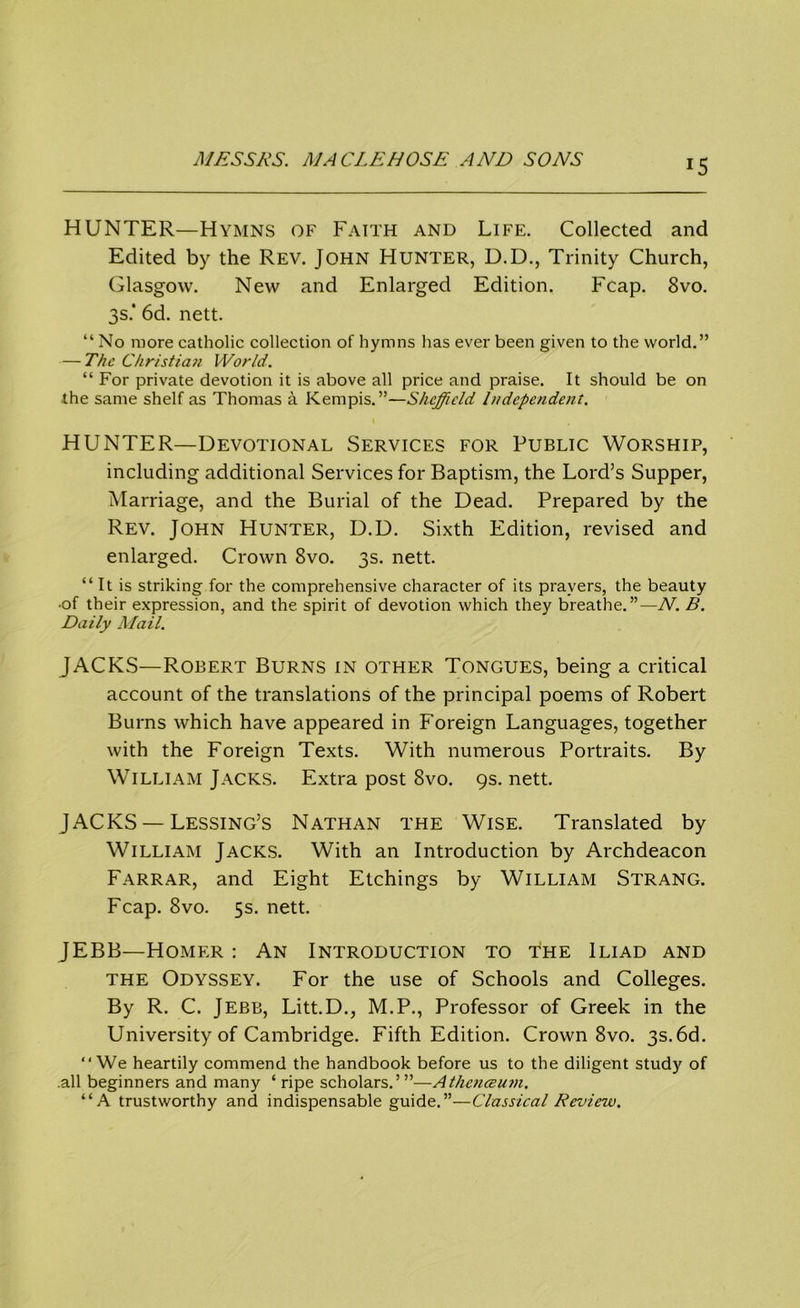 MESSRS. MACLEHOSE AND SONS
15
HUNTER—HYMNS OF FAITH AND LIFE. Collected and
Edited by the REV. JOHN HUNTER, D.D., Trinity Church,
Glasgow. New and Enlarged Edition. Fcap. 8vo.
3s.' 6d. nett.
“No more catholic collection of hymns has ever been given to the world.”
—The Christian World.
“For private devotion it is above all price and praise. It should be on
the same shelf as Thomas à Kempis.”—Sheffield Independent.
HUNTER—DEVOTIONAL SERVICES FOR PUBLIC WORSHIP,
including additional Services for Baptism, the Lord’s Supper,
Marriage, and the Burial of the Dead. Prepared by the
REV. JOHN HUNTER, D.D. Sixth Edition, revised and
enlarged. Crown 8vo. 3s. nett.
“It is striking for the comprehensive character of its prayers, the beauty
of their expression, and the spirit of devotion which they breathe.”—N. B.
Daily Mail.
JACKS—ROBERT BURNS IN OTHER TONGUES, being a critical
account of the translations of the principal poems of Robert
Burns which have appeared in Foreign Languages, together
with the Foreign Texts. With numerous Portraits. By
WILLIAM JACKS. Extra post 8vo. 9s. nett.
JACKS—LESSING’S NATHAN THE WISE. Translated by
WILLIAM JACKS. With an Introduction by Archdeacon
FARRAR, and Eight Etchings by WILLIAM STRANG.
Fcap. 8vo. 5s. nett.
JEBB—HOMER : AN INTRODUCTION TO THE ILIAD AND
THE ODYSSEY. For the use of Schools and Colleges.
By R. C. JEBB, Litt.D., M.P., Professor of Greek in the
University of Cambridge. Fifth Edition. Crown 8vo. 3s.6d.
“We heartily commend the handbook before us to the diligent study of
all beginners and many ‘ripe scholars.’”—Athenæum.
“A trustworthy and indispensable guide.”—Classical Review.